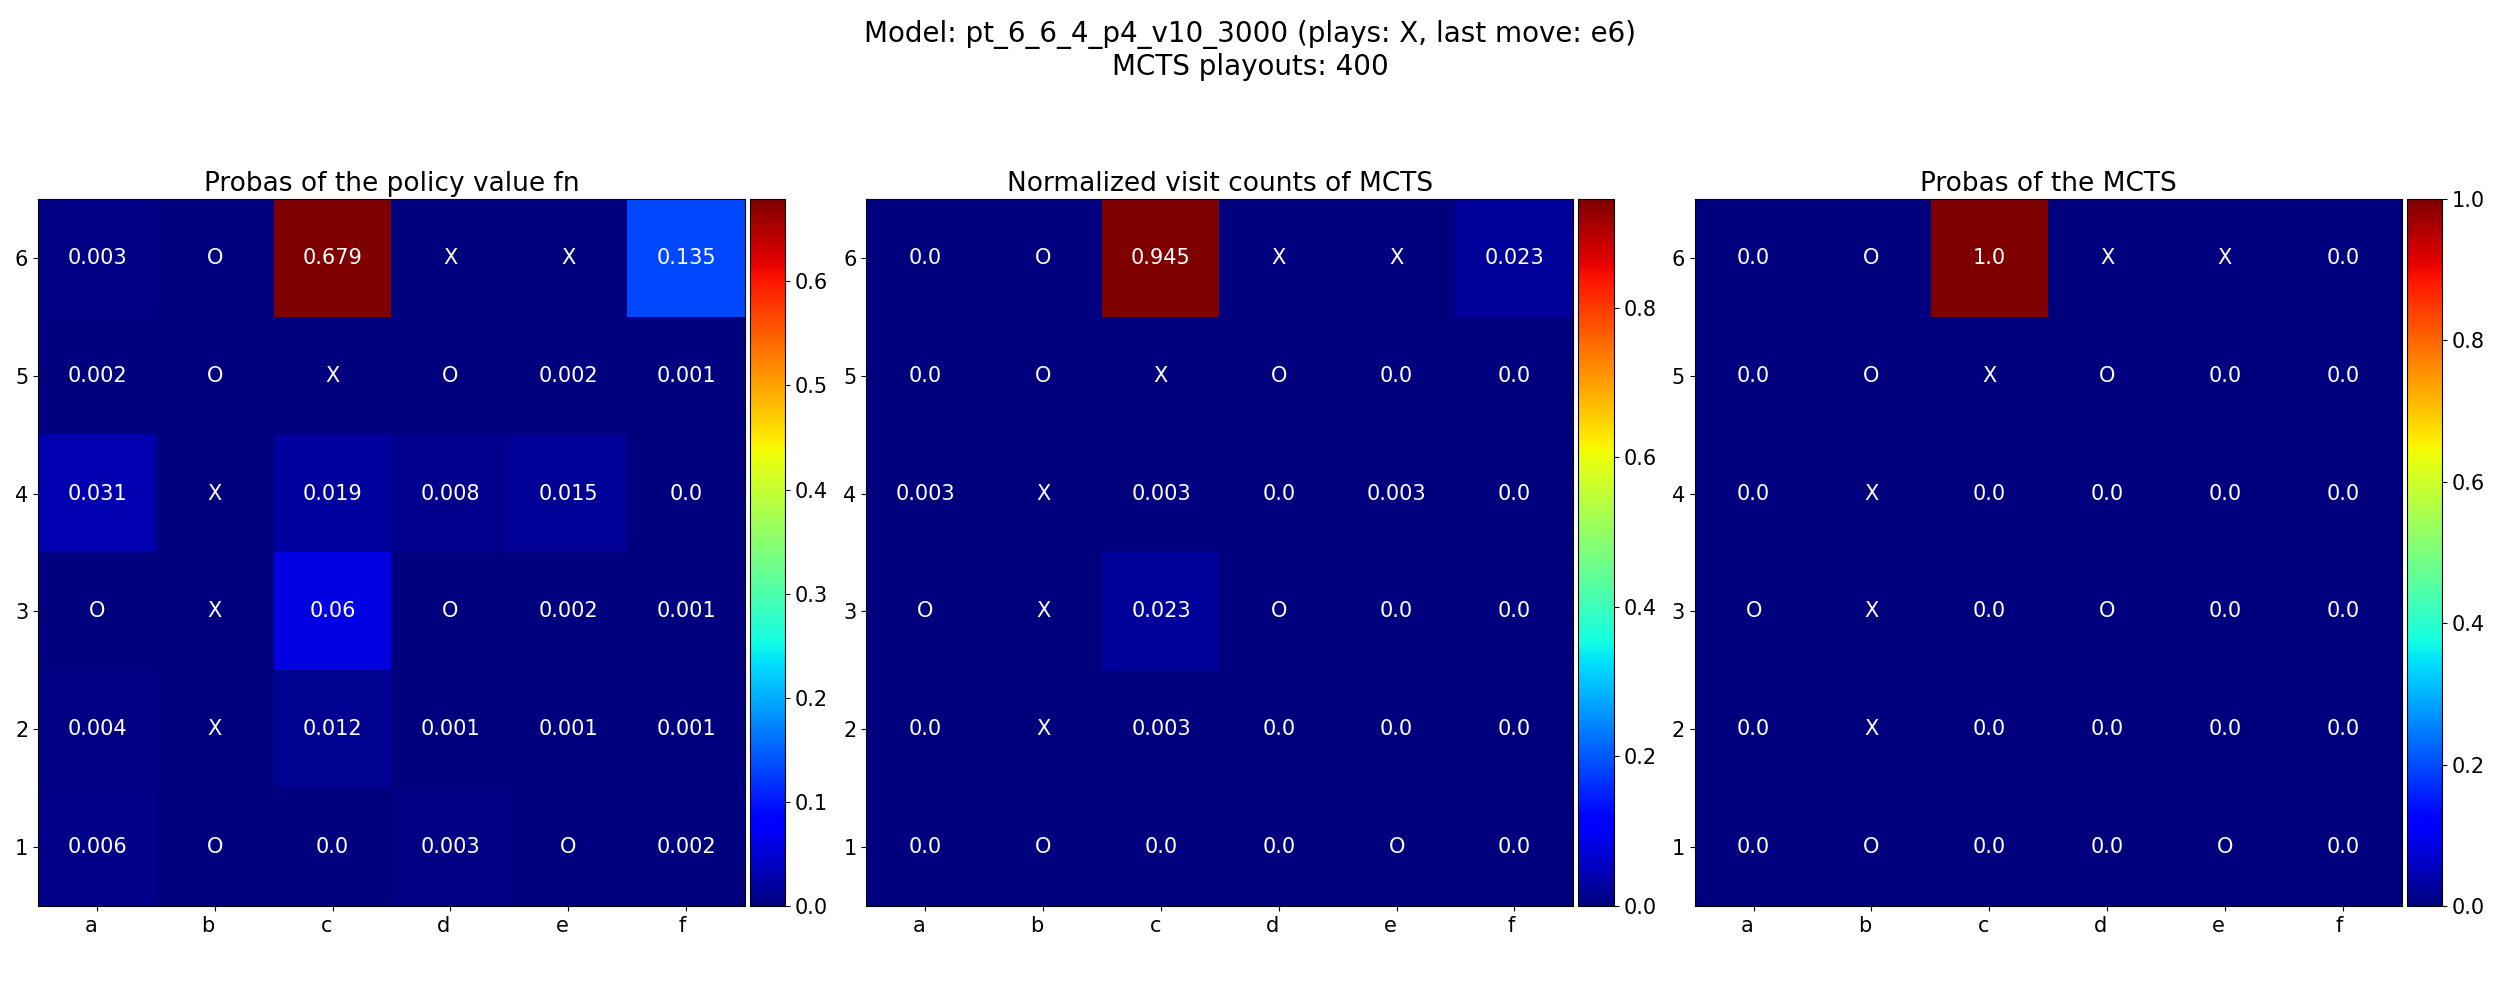 Model: pt_6_6_4_p4_v10_3000 (plays: X, last move: e6)
MCTS playouts: 400
Probas of the policy value fn
6 0.003 O 0.679 X X 0.135
5 0.002 O X O 0.002 0.001
4 0.031 X 0.019 0.008 0.015 0.0
3 O X 0.06 O 0.002 0.001
2 0.004 X 0.012 0.001 0.001 0.001
1 0.006 O 0.0 0.003 O 0.002
a b c d e f
0.6
0.5
0.4
0.3
0.2
0.1
0.0
Normalized visit counts of MCTS
6 0.0 O 0.945 X X 0.023
5 0.0 O X O 0.0 0.0
4 0.003 X 0.003 0.0 0.003 0.0
3 O X 0.023 O 0.0 0.0
2 0.0 X 0.003 0.0 0.0 0.0
1 0.0 O 0.0 0.0 O 0.0
a b c d e f
0.8
0.6
0.4
0.2
0.0
Probas of the MCTS
6 0.0 O 1.0 X X 0.0
5 0.0 O X O 0.0 0.0
4 0.0 X 0.0 0.0 0.0 0.0
3 O X 0.0 O 0.0 0.0
2 0.0 X 0.0 0.0 0.0 0.0
1 0.0 O 0.0 0.0 O 0.0
a b c d e f
1.0
0.8
0.6
0.4
0.2
0.0